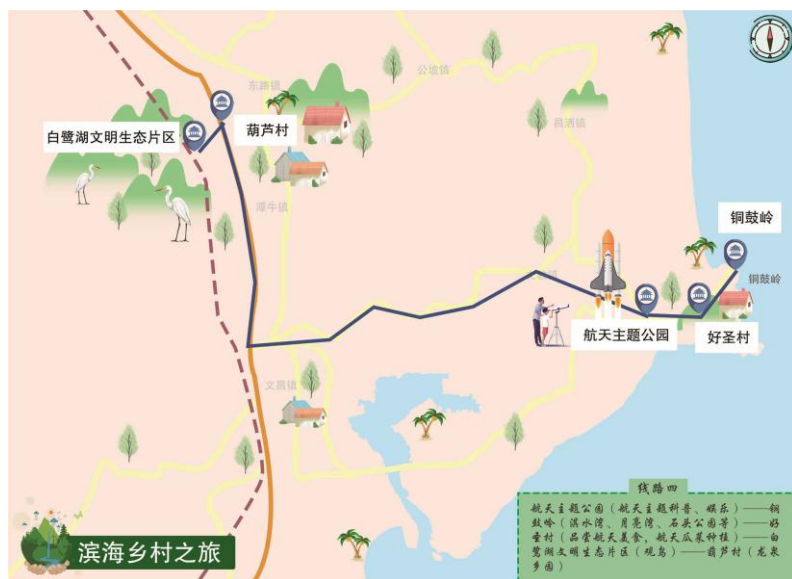 东路镇
公坡镇
昌洒镇
白鹭湖文明生态片区
葫芦村
潭牛镇
铜鼓岭
铜鼓岭
航天主题公园
好圣村
文昌镇
线路四
航天主题公园（航天主题科普、娱乐）——铜
鼓岭（淇水湾、月亮湾、石头公园等）——好
圣村（品尝航天美食，航天瓜菜种植）——白
鹭湖文明生态片区（观鸟）——葫芦村（龙泉
乡园）
滨海乡村之旅